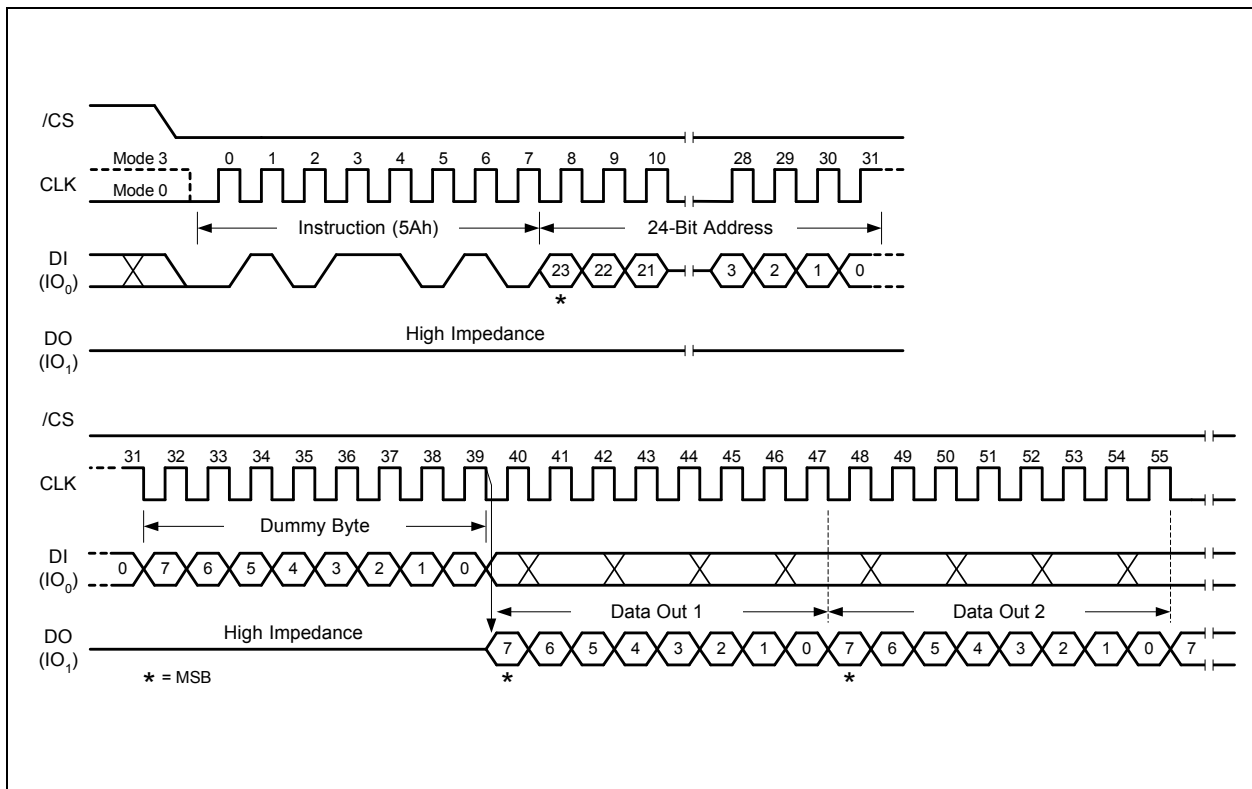 /CS
Mode 3 0 1 2 3 4 5 6 7 8 9 10 28 29 30 31
CLK
Mode 0
Instruction (5Ah) 24-Bit Address
DI
(IO0) 23 22 21 3 2 1 0
*
DO High Impedance
(IO1)
/CS
31 32 33 34 35 36 37 38 39 40 41 42 43 44 45 46 47 48 49 50 51 52 53 54 55
CLK
Dummy Byte
DI
(IO0) 0 7 6 5 4 3 2 1 0
Data Out 1 Data Out 2
DO High Impedance
(IO1) 7 6 5 4 3 2 1 0 7 6 5 4 3 2 1 0 7
* = MSB * *